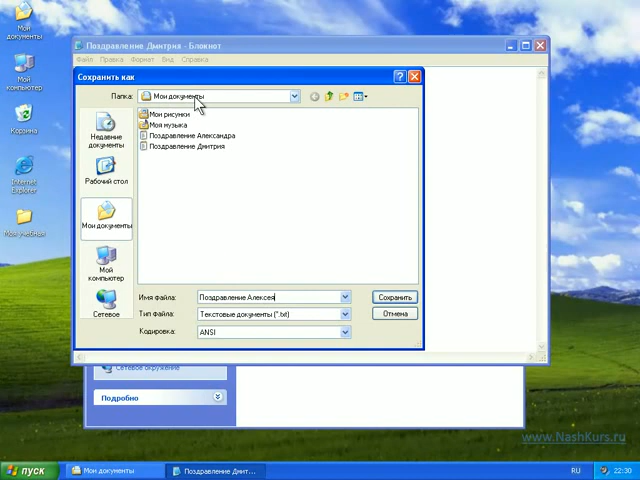 Мои документы
Мой компьютер
Корзина
Internet Explorer
Моя учебная
Поздравление Дмитрия - Блокнот
Файл Правка Формат Вид Справка
Сохранить как
Папка: Мои документы
Недавние документы
Рабочий стол
Мои документы
Мой компьютер
Сетевое
Мои рисунки
Моя музыка
Поздравление Александра
Поздравление Дмитрия
Имя файла: Поздравление Алексея Сохранить
Тип файла: Текстовые документы (*.txt) Отмена
Кодировка: ANSI
Сетевое окружение
Подробно
www.NashKurs.ru
пуск Мои документы Поздравление Дмит... RU 22:30